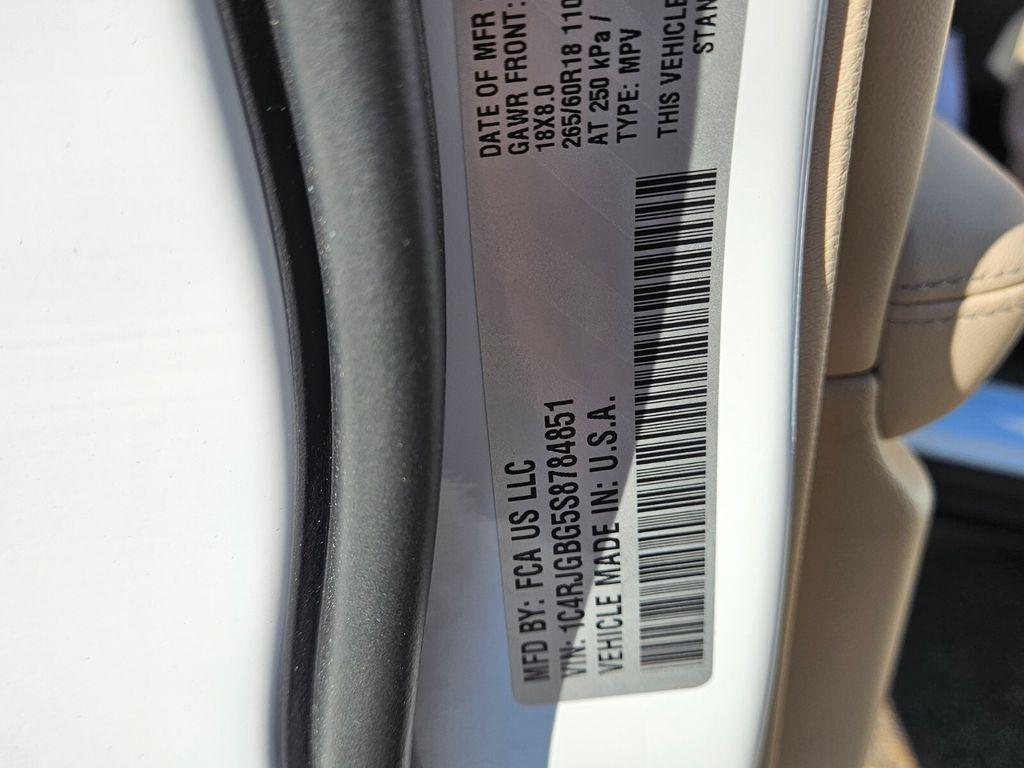 MFD BY: FCA US LLC
DATE OF MFR
VIN: 1C4RJGBG5S8784851
GAWR FRONT:
VEHICLE MADE IN: U.S.A.
18X8.0
265/60R18 110
AT 250 kPa /
TYPE: MPV
THIS VEHICLE
STAN